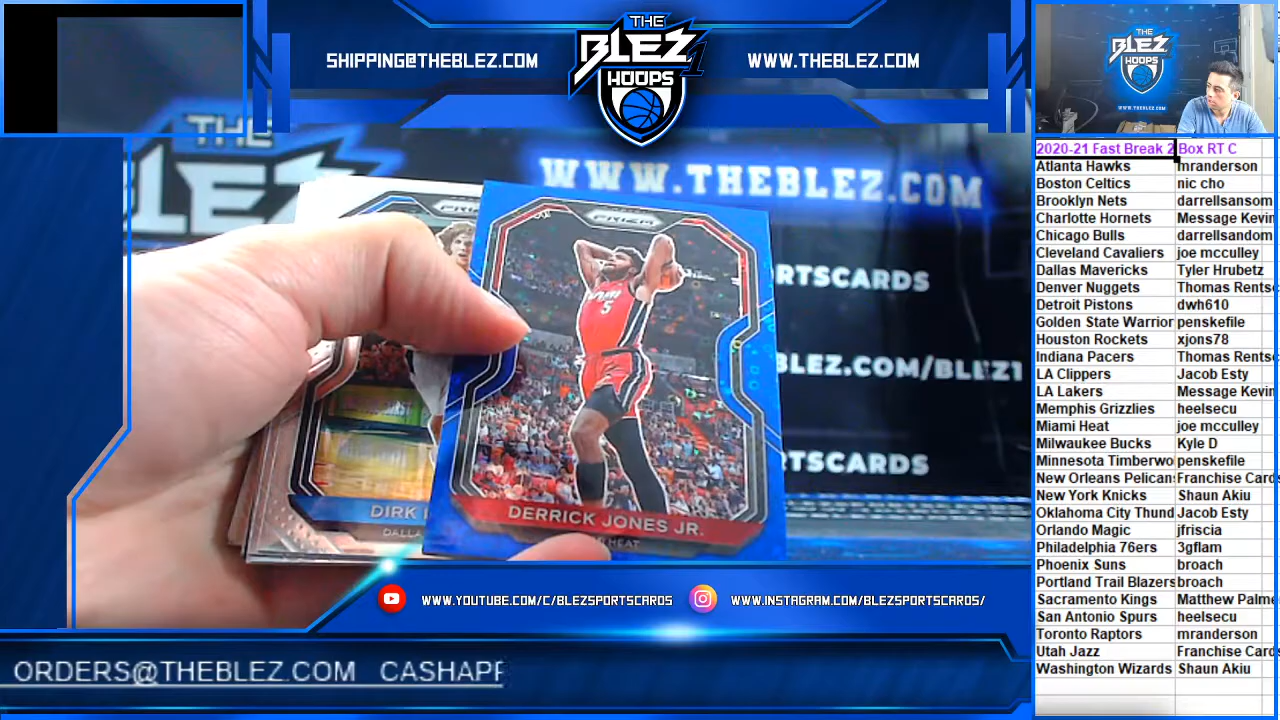 SHIPPING@THEBLEZ.COM
THE
BLEZ 1
HOOPS
WWW.THEBLEZ.COM
THE
BLEZ
HOOPS
WWW.THEBLEZ.COM
THE
WWW.THEBLEZ.COM
RTSCARDS
BLEZ.COM/BLEZ1
RTSCARDS
PRIZM
DIRK
DALLA
5
DERRICK JONES JR.
HEAT
2020-21 Fast Break 2 Box RT C
Atlanta Hawks mranderson
Boston Celtics nic cho
Brooklyn Nets darrellsansom
Charlotte Hornets Message Kevin
Chicago Bulls darrellsandom
Cleveland Cavaliers joe mcculley
Dallas Mavericks Tyler Hrubetz
Denver Nuggets Thomas Rents
Detroit Pistons dwh610
Golden State Warrior penskefile
Houston Rockets xjons78
Indiana Pacers Thomas Rents
LA Clippers Jacob Esty
LA Lakers Message Kevin
Memphis Grizzlies heelsecu
Miami Heat joe mcculley
Milwaukee Bucks Kyle D
Minnesota Timberwo penskefile
New Orleans Pelicans Franchise Card
New York Knicks Shaun Akiu
Oklahoma City Thund Jacob Esty
Orlando Magic jfriscia
Philadelphia 76ers 3gflam
Phoenix Suns broach
Portland Trail Blazers broach
Sacramento Kings Matthew Palme
San Antonio Spurs heelsecu
Toronto Raptors mranderson
Utah Jazz Franchise Card
Washington Wizards Shaun Akiu
WWW.YOUTUBE.COM/C/BLEZSPORTSCARDS
WWW.INSTAGRAM.COM/BLEZSPORTSCARDS/
ORDERS@THEBLEZ.COM CASHAPP